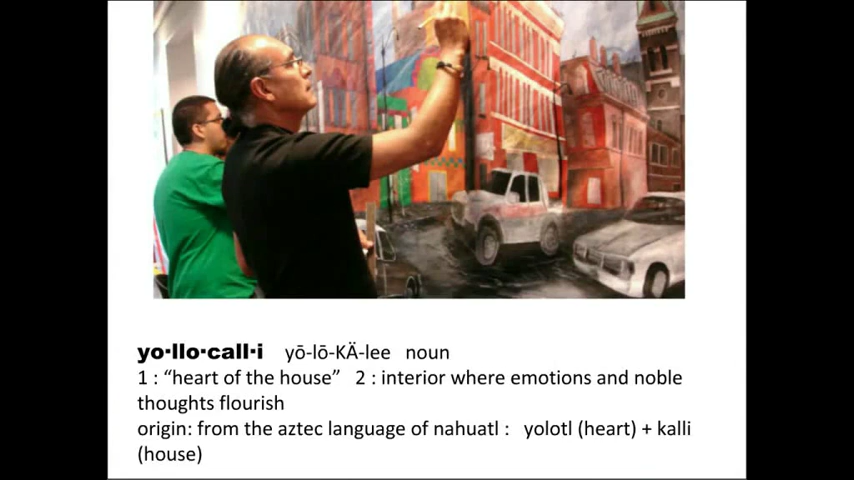 yo·llo·call·i yō-lō-KÄ-lee noun
1 : “heart of the house” 2 : interior where emotions and noble
thoughts flourish
origin: from the aztec language of nahuatl : yolotl (heart) + kalli
(house)